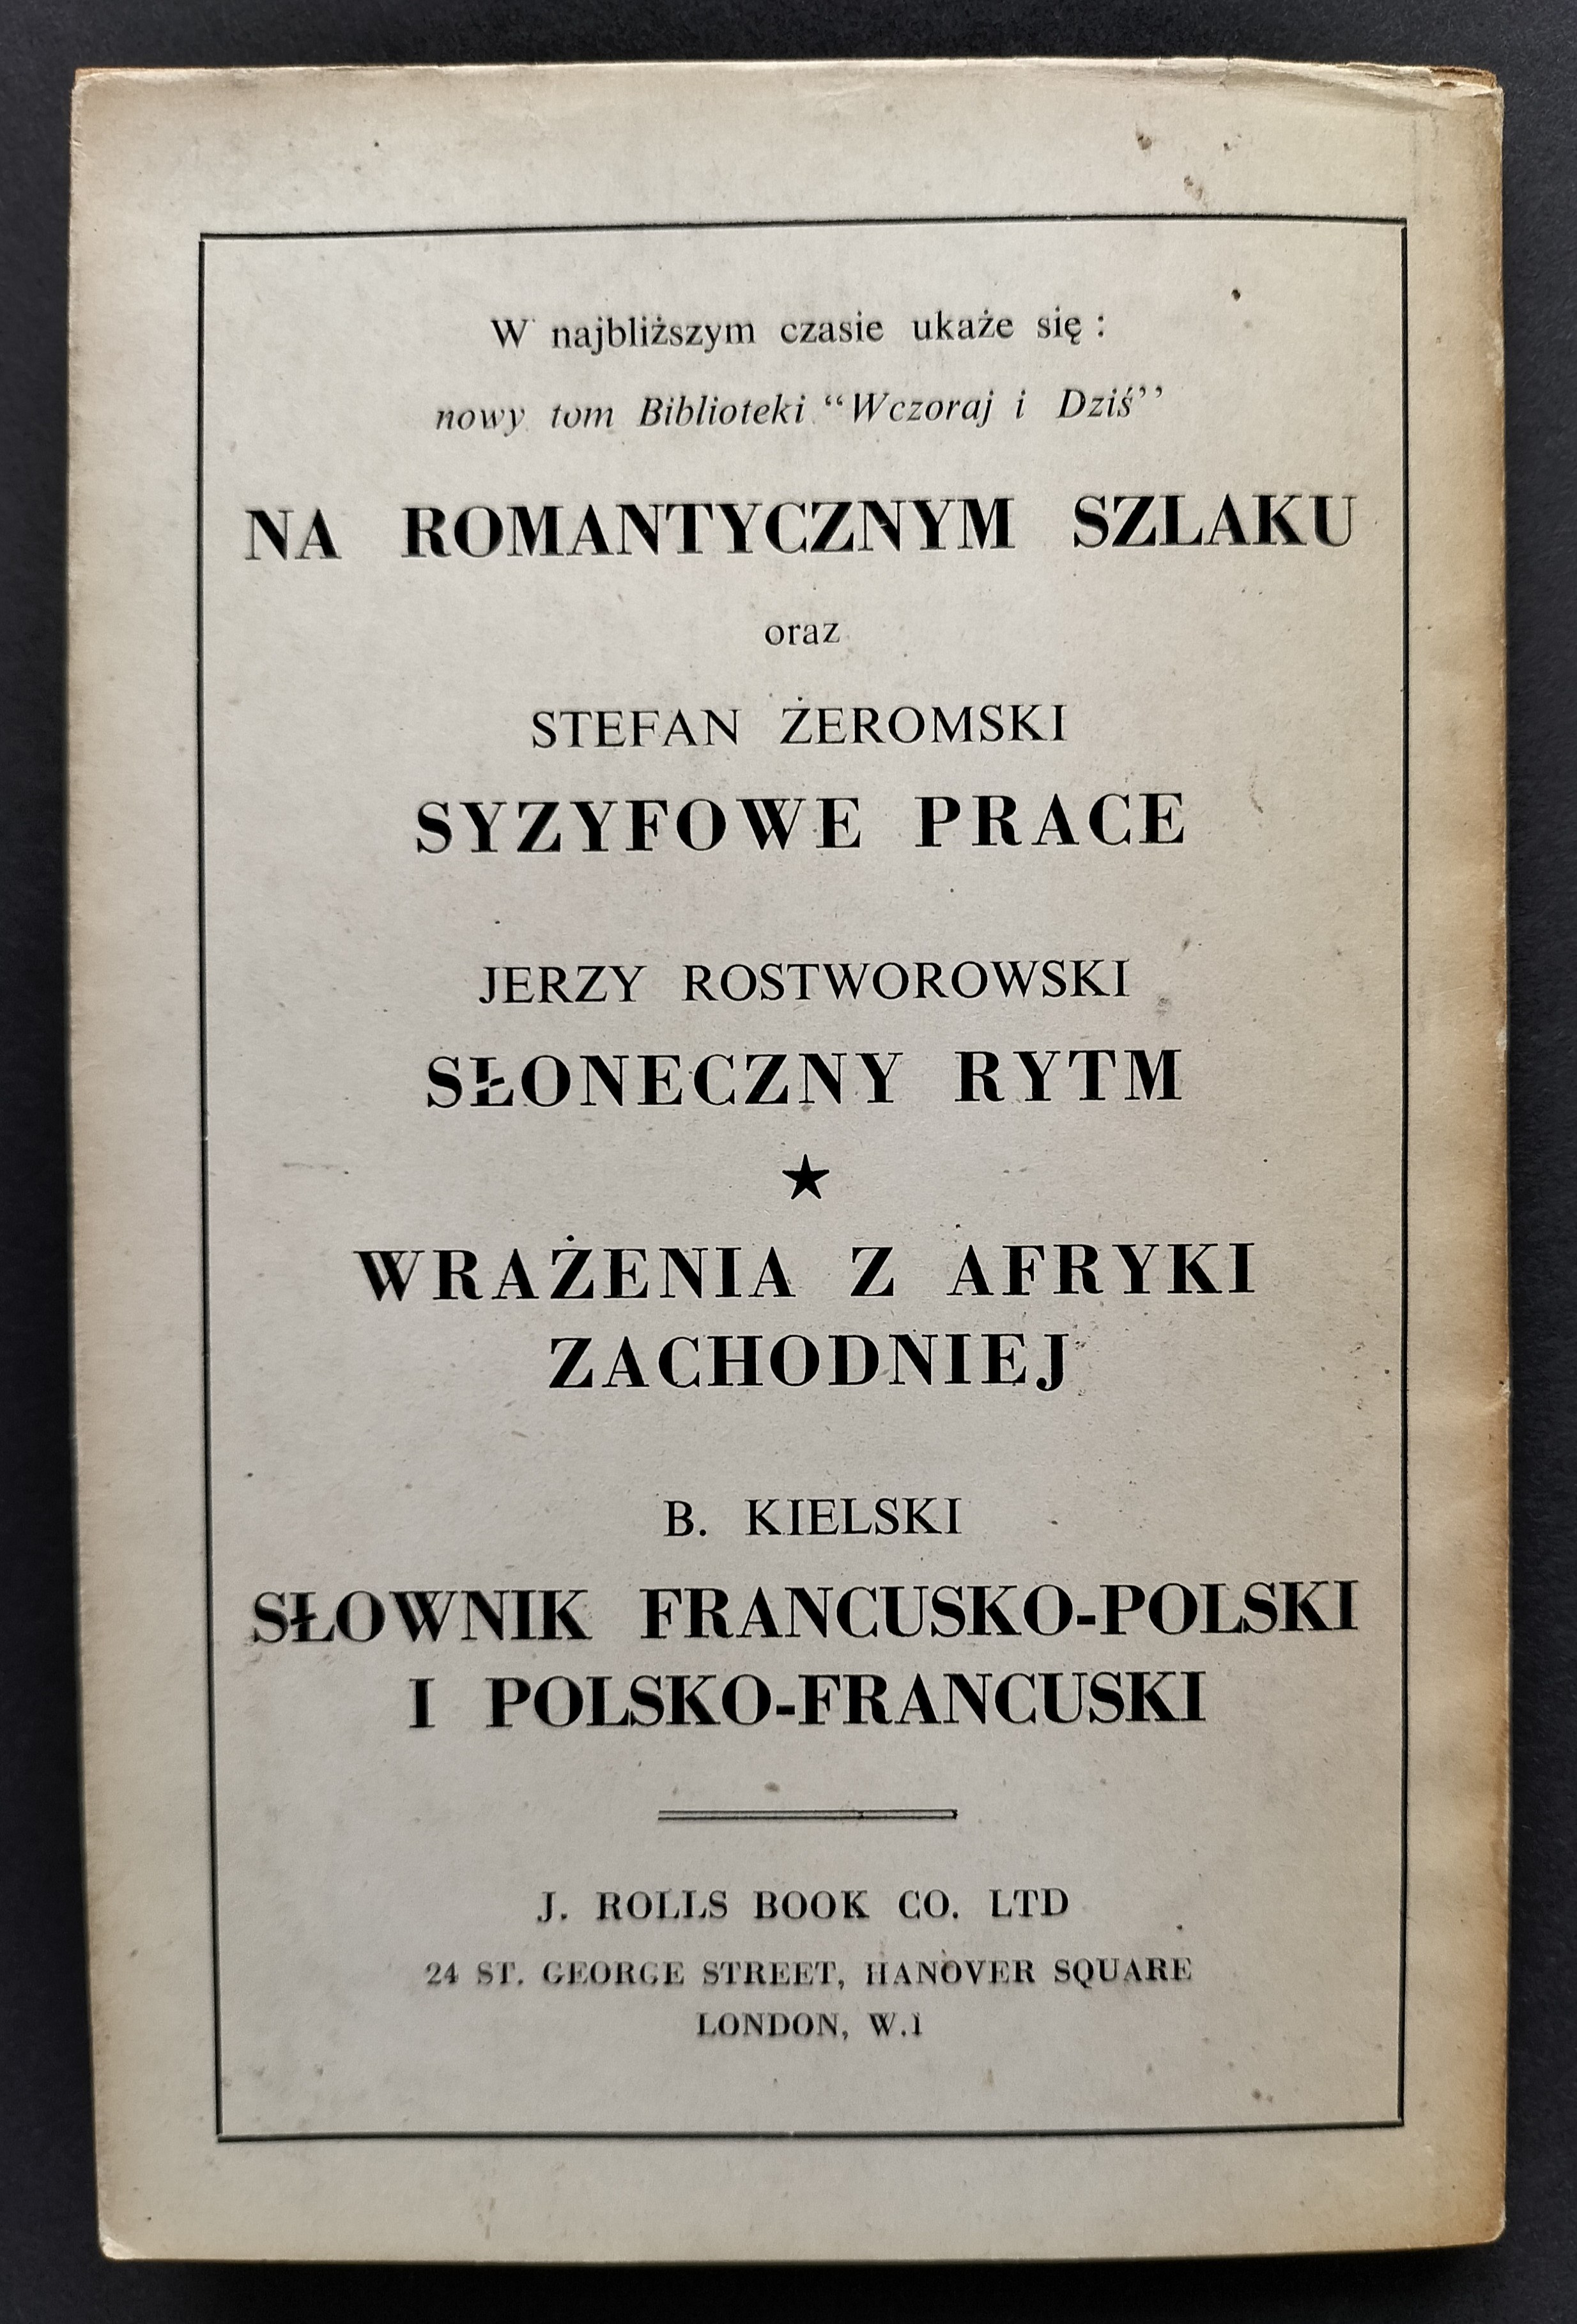 W najbliższym czasie ukaże się :
nowy tom Biblioteki “Wczoraj i Dziś’’
NA ROMANTYCZNYM SZLAKU
oraz
STEFAN ŻEROMSKI
SYZYFOWE PRACE
JERZY ROSTWOROWSKI
SŁONECZNY RYTM
★
WRAŻENIA Z AFRYKI
ZACHODNIEJ
B. KIELSKI
SŁOWNIK FRANCUSKO-POLSKI
I POLSKO-FRANCUSKI
J. ROLLS BOOK CO. LTD
24 ST. GEORGE STREET, HANOVER SQUARE
LONDON, W.1